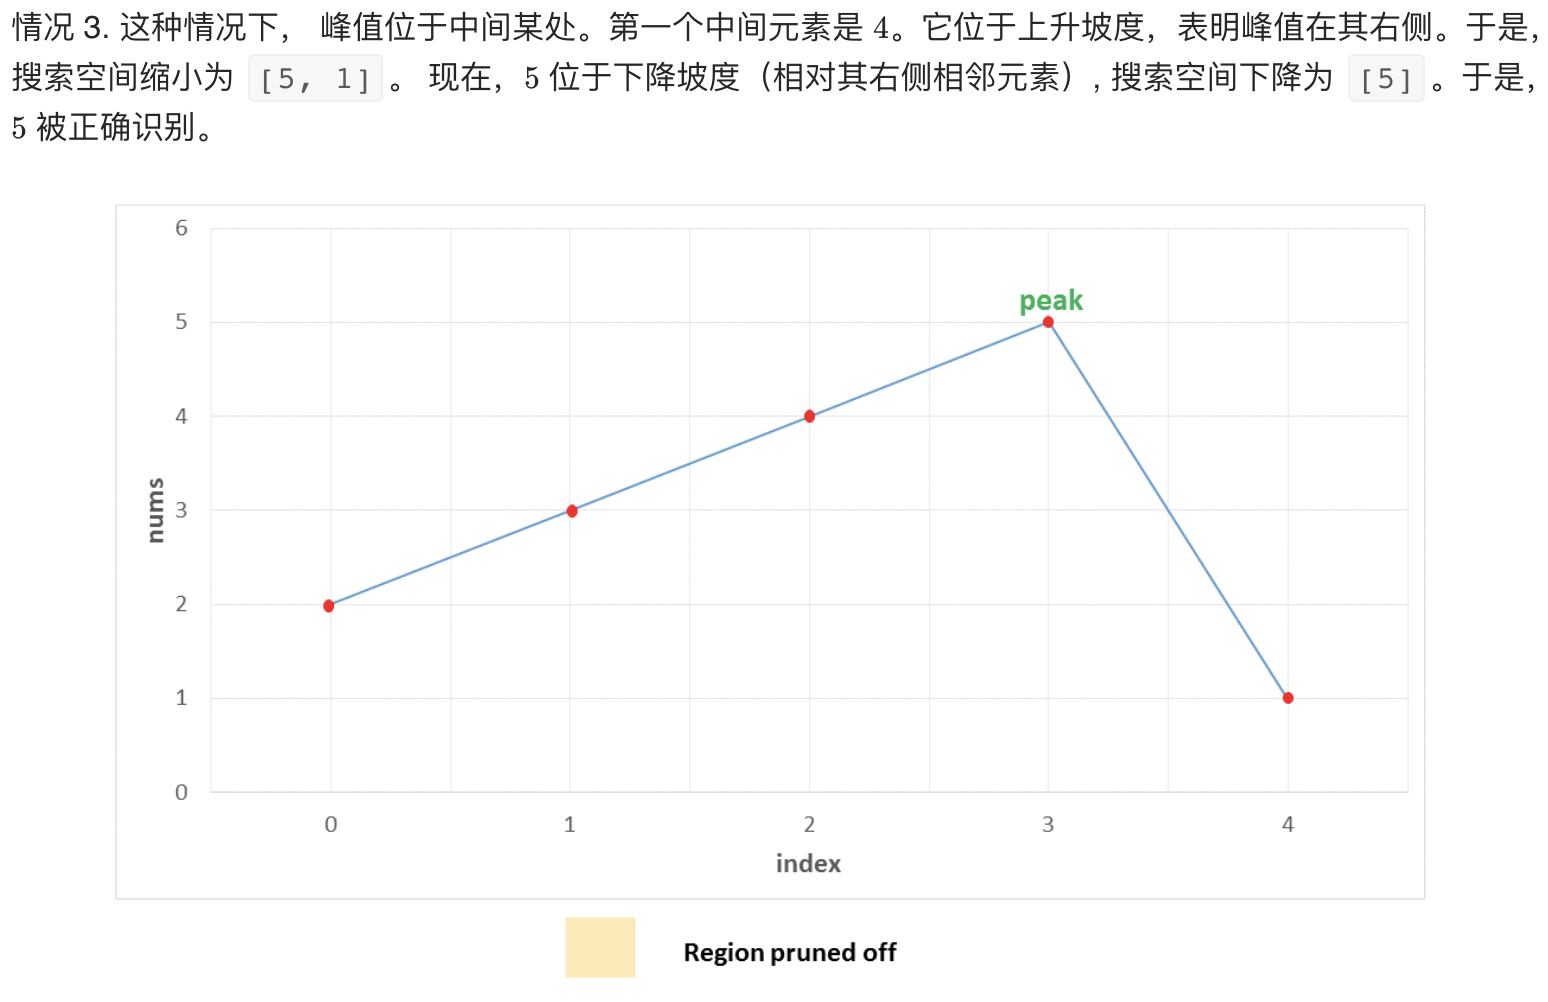 情况 3. 这种情况下， 峰值位于中间某处。第一个中间元素是 4。它位于上升坡度，表明峰值在其右侧。于是，
搜索空间缩小为 [5, 1] 。 现在，5 位于下降坡度（相对其右侧相邻元素）, 搜索空间下降为 [5] 。于是，
5 被正确识别。
6
peak
5
4
nums
3
2
1
0
0 1 2 3 4
index
Region pruned off